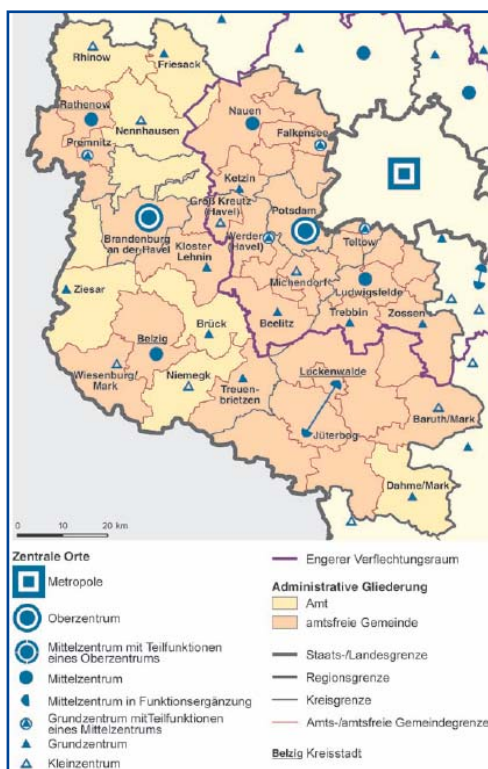 Rhinow
Friesack
Rathenow
Nennhausen
Premnitz
Nauen
Falkensee
Ketzin
Groß Kreutz
(Havel)
Potsdam
Brandenburg
an der Havel
Werder
(Havel)
Teltow
Kloster
Lehnin
Michendorf
Ludwigsfelde
Ziesar
Beelitz
Trebbin
Zossen
Brück
Belzig
Wiesenburg/
Mark
Niemegk
Treuen-
brietzen
Luckenwalde
Jüterbog
Baruth/Mark
Dahme/Mark
0 10 20 km
Zentrale Orte
Metropole
Oberzentrum
Mittelzentrum mit Teilfunktionen
eines Oberzentrums
Mittelzentrum
Mittelzentrum in Funktionsergänzung
Grundzentrum mitTeilfunktionen
eines Mittelzentrums
Grundzentrum
Kleinzentrum
Engerer Verflechtungsraum
Administrative Gliederung
Amt
amtsfreie Gemeinde
Staats-/Landesgrenze
Regionsgrenze
Kreisgrenze
Amts-/amtsfreie Gemeindegrenze
Belzig Kreisstadt